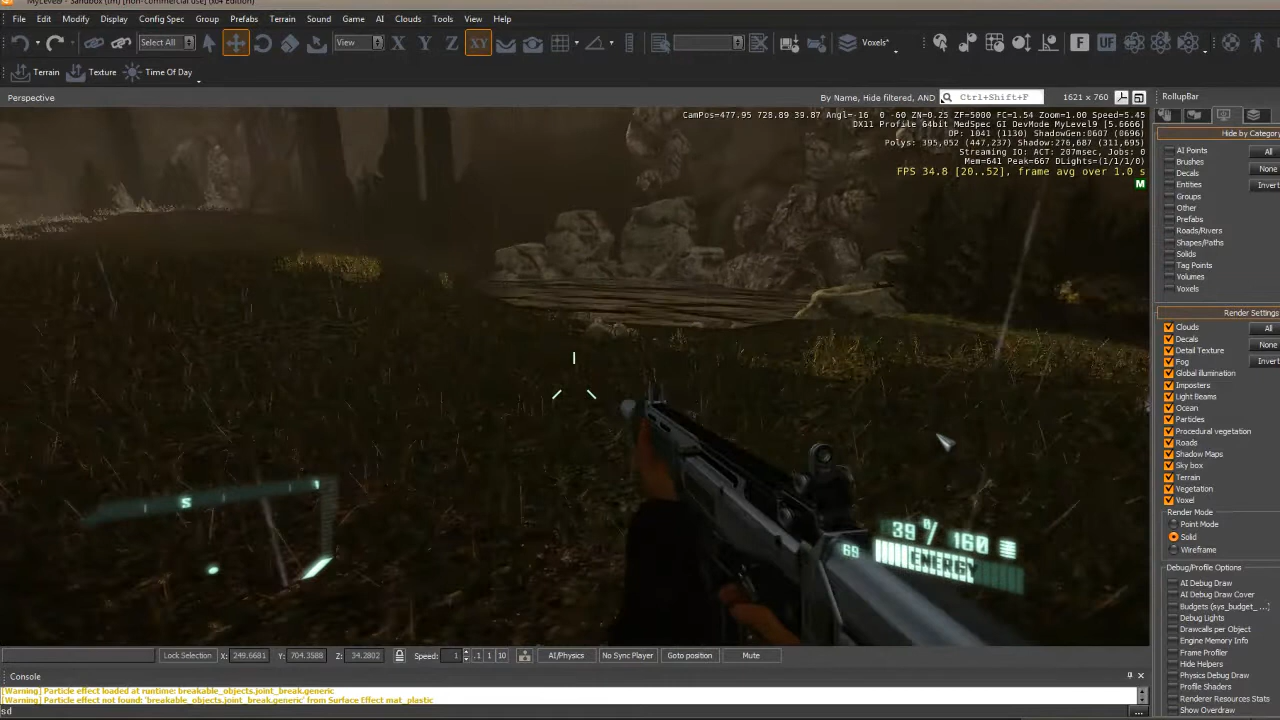 MyLevel9 - Sandbox (tm) [non-commercial use] (x64 Edition)
File Edit Modify Display Config Spec Group Prefabs Terrain Sound Game AI Clouds Tools View Help
Select All View X Y Z XY Voxels* F UF
Terrain Texture Time Of Day
Perspective By Name, Hide filtered, AND Ctrl+Shift+F 1621 x 760 RollupBar
CamPos=477.95 728.80 39.87 Angl=-16 0 -60 ZN=0.25 ZF=5000 FC=1.54 Zoom=1.00 Speed=5.45
DX11 Profile 64bit MedSpec GI DevMode MyLevel9 [5.6666]
DP: 1041 (1130) ShadowGen:0607 (0696)
Polys: 395,052 (447,237) Shadow:276,687 (311,695)
Streaming IO: ACT: 207msec, Jobs: 0
Mem=641 Peak=667 DLights=(1/1/1/0)
FPS 34.8 [20..52], frame avg over 1.0 s
M
Hide by Category
AI Points All
Brushes
Decals None
Entities Invert
Groups
Other
Prefabs
Roads/Rivers
Shapes/Paths
Solids
Tag Points
Volumes
Voxels
Render Settings
Clouds All
Decals
Detail Texture None
Fog Invert
Global illumination
Imposters
Light Beams
Ocean
Particles
Procedural vegetation
Roads
Shadow Maps
Sky box
Terrain
Vegetation
Voxel
Render Mode
Point Mode
Solid
Wireframe
Debug/Profile Options
AI Debug Draw
AI Debug Draw Cover
Budgets (sys_budget_ ...)
Debug Lights
Drawcalls per Object
Engine Memory Info
Frame Profiler
Hide Helpers
Physics Debug Draw
Profile Shaders
Renderer Resources Stats
Show Overdraw
S
39 / 160
69 ENERGY
Lock Selection X: 249.6681 Y: 704.3588 Z: 34.2802 Speed: 1 .1 1 10 AI/Physics No Sync Player Goto position Mute
Console
[Warning] Particle effect loaded at runtime: breakable_objects.joint_break.generic
[Warning] Particle effect not found: 'breakable_objects.joint_break.generic' from Surface Effect mat_plastic
sd ...